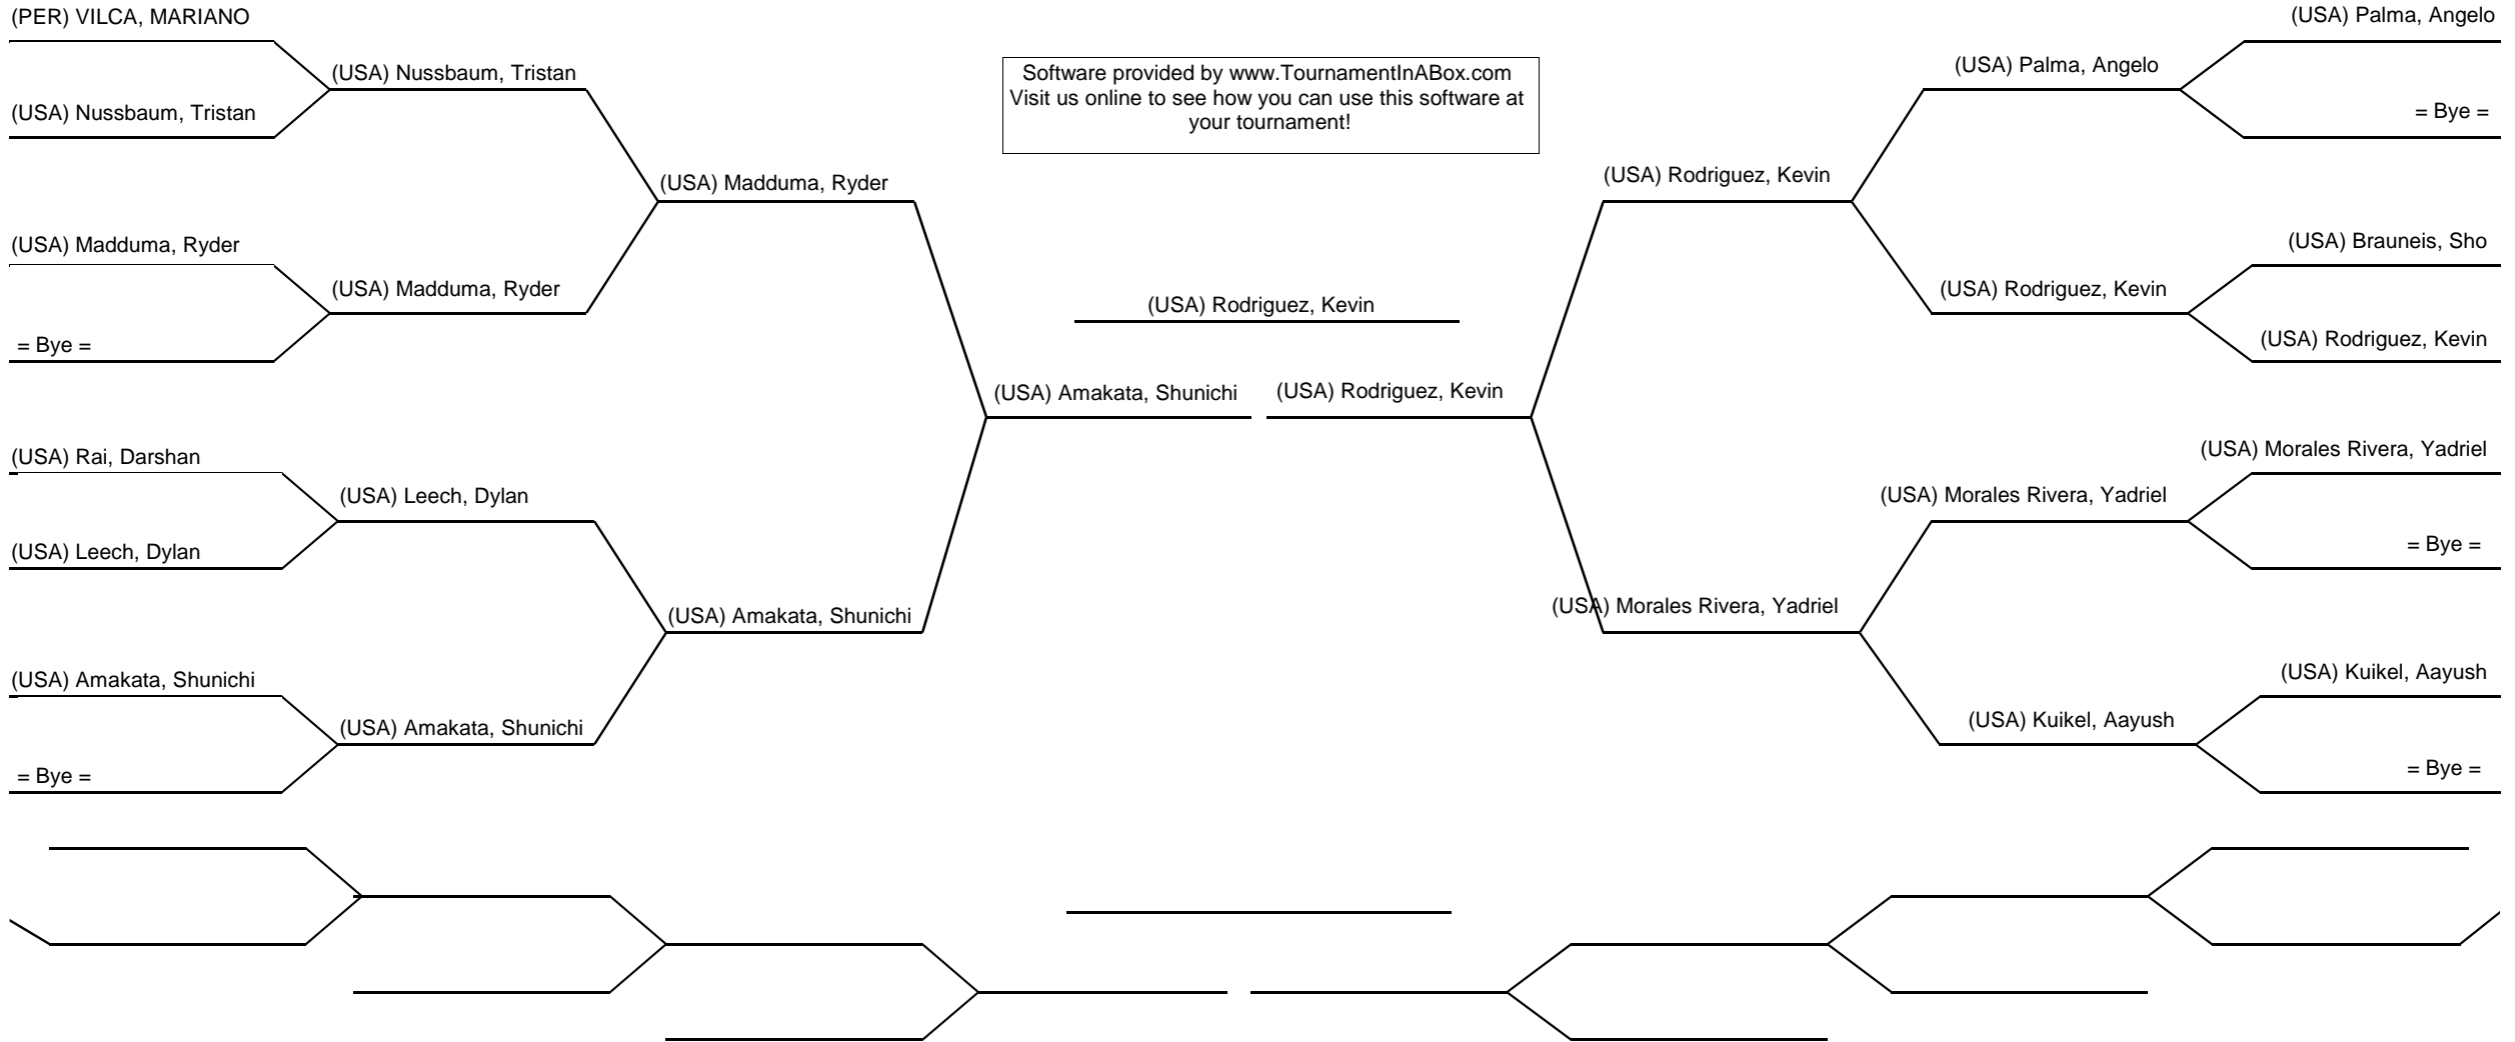 (PER) VILCA, MARIANO
(USA) Nussbaum, Tristan
(USA) Nussbaum, Tristan
(USA) Madduma, Ryder
(USA) Madduma, Ryder
(USA) Madduma, Ryder
= Bye =
(USA) Rai, Darshan
(USA) Leech, Dylan
(USA) Leech, Dylan
(USA) Amakata, Shunichi
(USA) Amakata, Shunichi
(USA) Amakata, Shunichi
= Bye =
Software provided by www.TournamentInABox.com
Visit us online to see how you can use this software at
your tournament!
(USA) Rodriguez, Kevin
(USA) Amakata, Shunichi
(USA) Rodriguez, Kevin
(USA) Palma, Angelo
(USA) Palma, Angelo
= Bye =
(USA) Rodriguez, Kevin
(USA) Brauneis, Sho
(USA) Rodriguez, Kevin
(USA) Rodriguez, Kevin
(USA) Morales Rivera, Yadriel
(USA) Morales Rivera, Yadriel
= Bye =
(USA) Morales Rivera, Yadriel
(USA) Kuikel, Aayush
(USA) Kuikel, Aayush
= Bye =